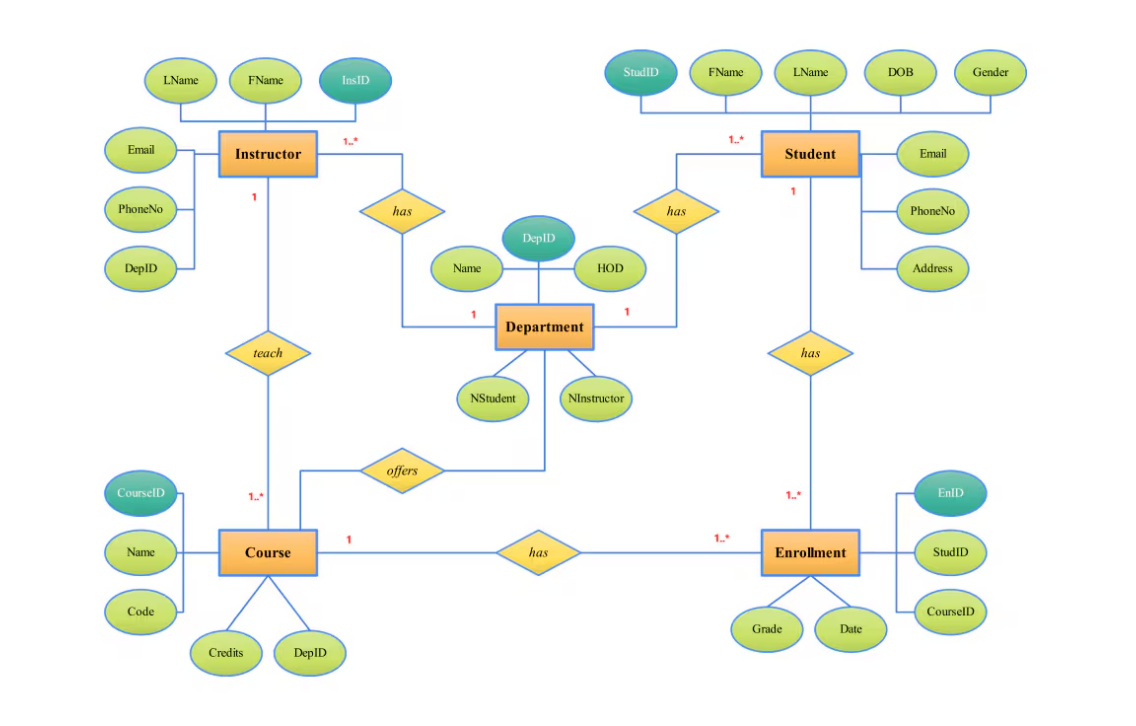 LName
FName
InsID
StudID
FName
LName
DOB
Gender
Email
Instructor
1..*
1..*
Student
Email
1
1
PhoneNo
has
has
PhoneNo
DepID
DepID
Name
HOD
Address
1
1
Department
teach
has
NStudent
NInstructor
offers
CourseID
1..*
1..*
EnID
Name
Course
1
has
1..*
Enrollment
StudID
Code
CourseID
Credits
DepID
Grade
Date